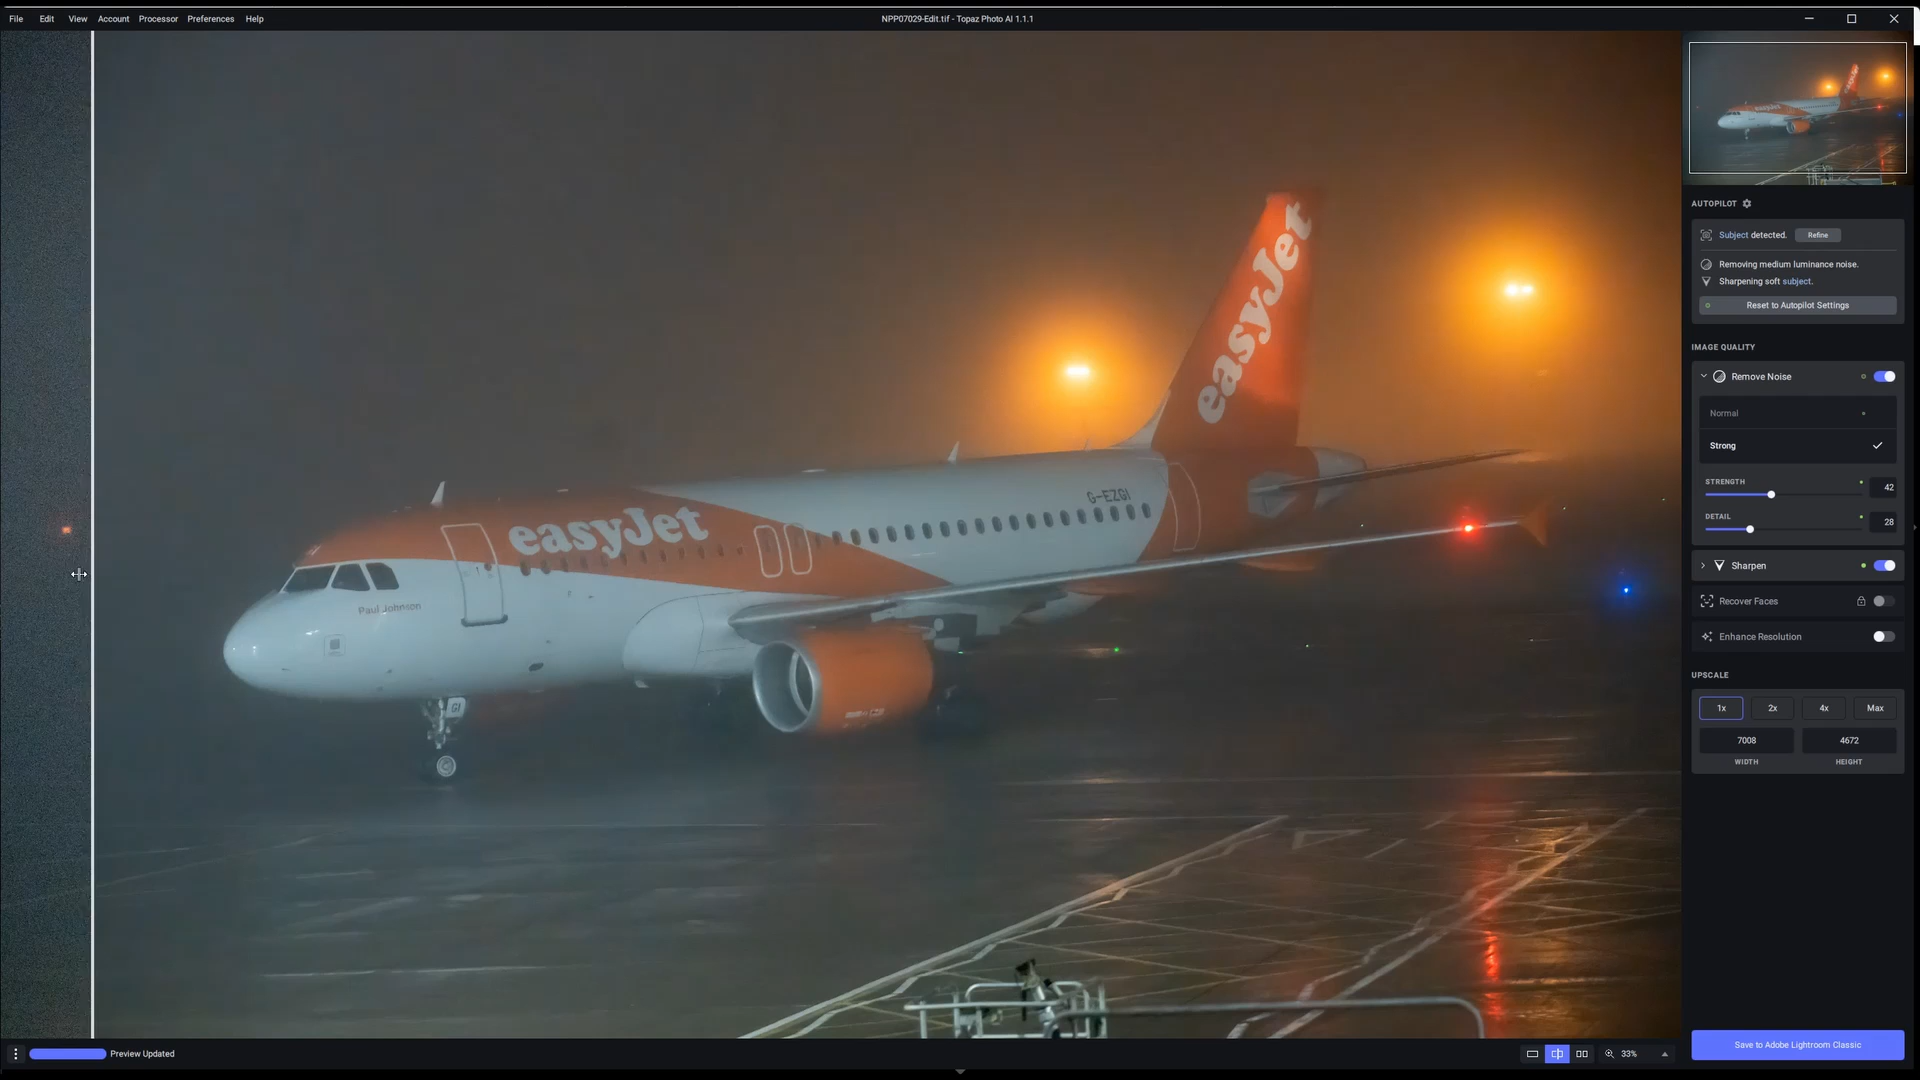 File Edit View Account Processor Preferences Help
NPP07029-Edit.tif - Topaz Photo AI 1.1.1
easyJet
easyJet
G-EZGI
Paul Johnson
GI
AUTOPILOT
Subject detected. Refine
Removing medium luminance noise.
Sharpening soft subject.
Reset to Autopilot Settings
IMAGE QUALITY
Remove Noise
Normal
Strong
STRENGTH 42
DETAIL 28
Sharpen
Recover Faces
Enhance Resolution
UPSCALE
1x 2x 4x Max
7008 4672
WIDTH HEIGHT
Preview Updated
33%
Save to Adobe Lightroom Classic